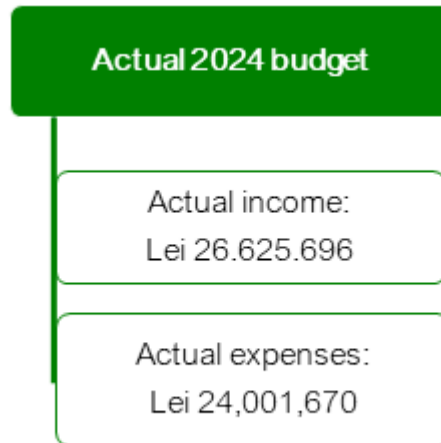 Actual 2024 budget
Actual income:
Lei 26.625.696
Actual expenses:
Lei 24,001,670